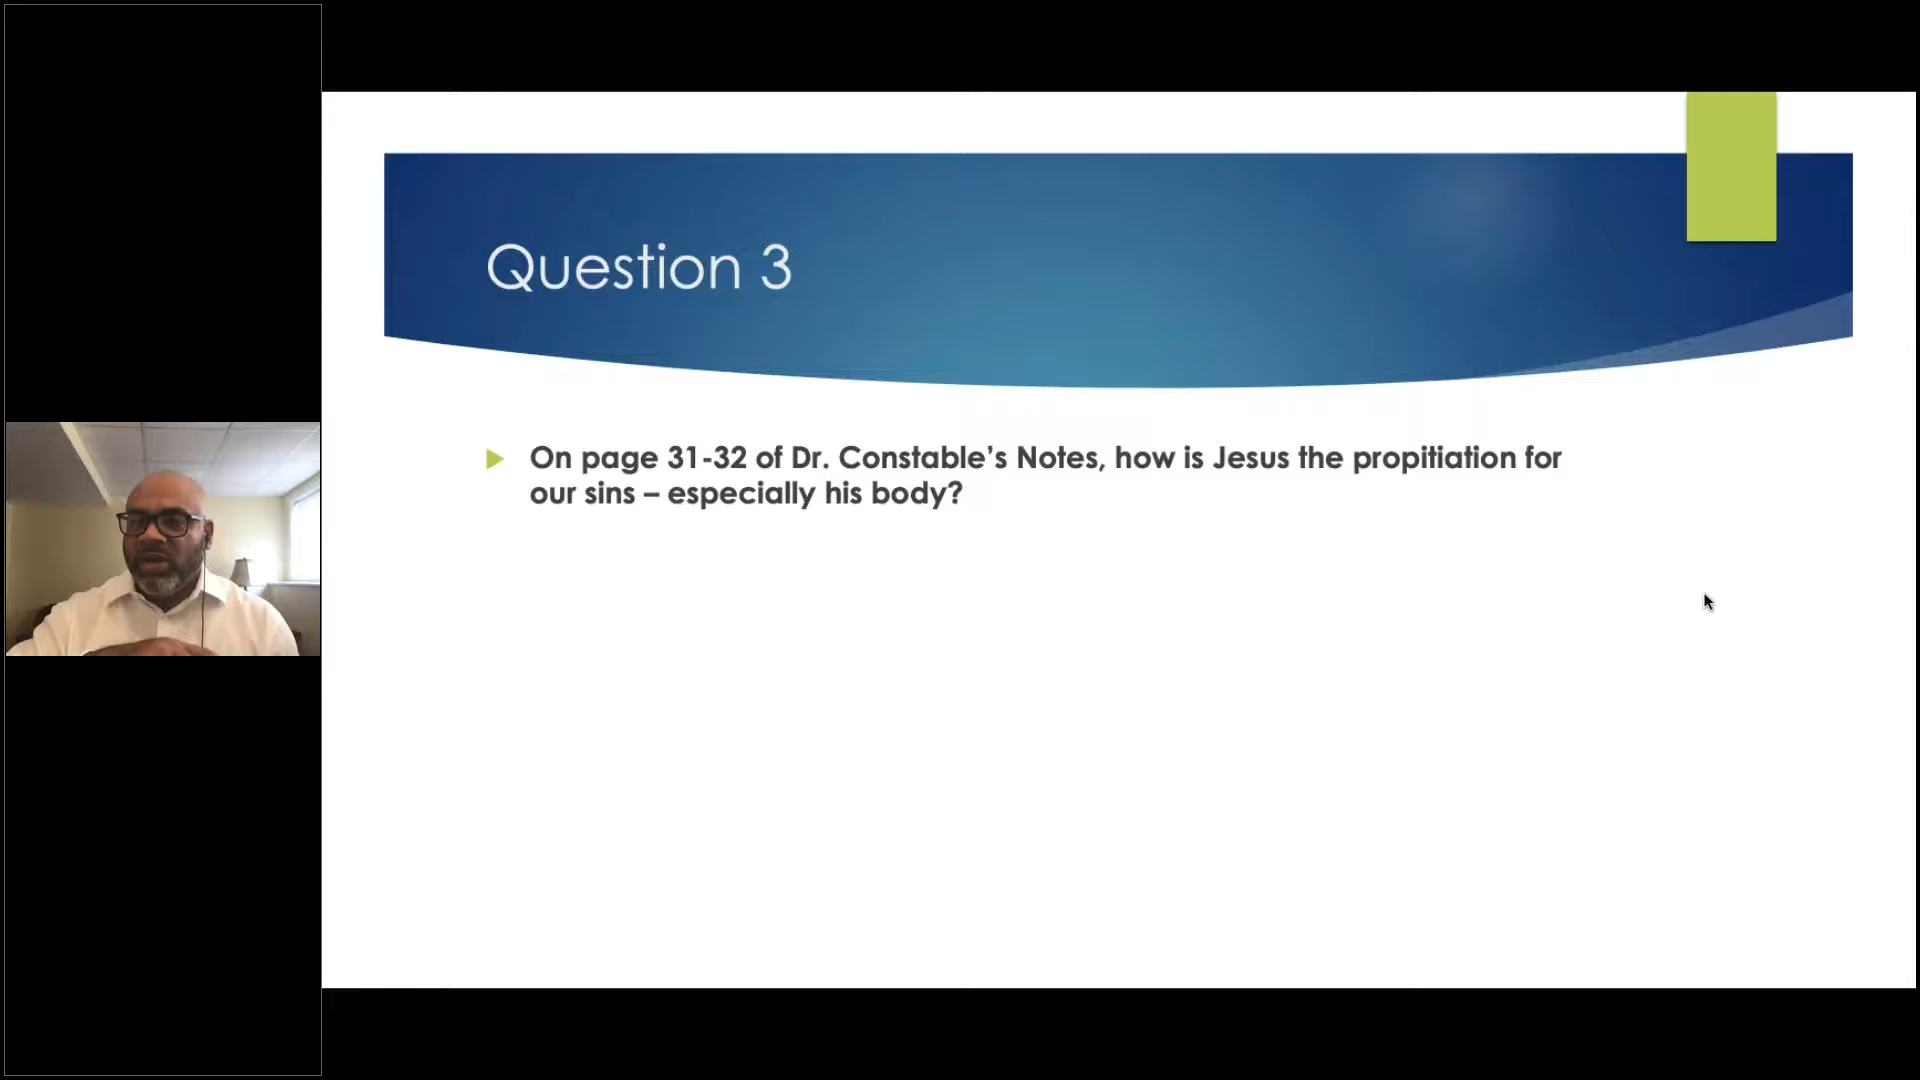 Question 3
On page 31-32 of Dr. Constable’s Notes, how is Jesus the propitiation for
our sins – especially his body?